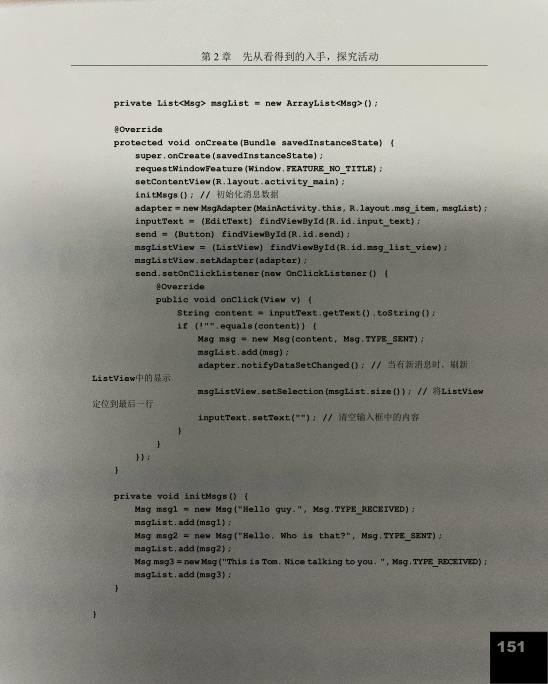 第 2 章 先从看得到的入手，探究活动
private List<Msg> msgList = new ArrayList<Msg>();
@Override
protected void onCreate(Bundle savedInstanceState) {
super.onCreate(savedInstanceState);
requestWindowFeature(Window.FEATURE_NO_TITLE);
setContentView(R.layout.activity_main);
initMsgs(); // 初始化消息数据
adapter = new MsgAdapter(MainActivity.this, R.layout.msg_item, msgList);
inputText = (EditText) findViewById(R.id.input_text);
send = (Button) findViewById(R.id.send);
msgListView = (ListView) findViewById(R.id.msg_list_view);
msgListView.setAdapter(adapter);
send.setOnClickListener(new OnClickListener() {
@Override
public void onClick(View v) {
String content = inputText.getText().toString();
if (!"".equals(content)) {
Msg msg = new Msg(content, Msg.TYPE_SENT);
msgList.add(msg);
adapter.notifyDataSetChanged(); // 当有新消息时，刷新
ListView中的显示
msgListView.setSelection(msgList.size()); // 将ListView
定位到最后一行
inputText.setText(""); // 清空输入框中的内容
}
}
});
}
private void initMsgs() {
Msg msg1 = new Msg("Hello guy.", Msg.TYPE_RECEIVED);
msgList.add(msg1);
Msg msg2 = new Msg("Hello. Who is that?", Msg.TYPE_SENT);
msgList.add(msg2);
Msg msg3 = new Msg("This is Tom. Nice talking to you. ", Msg.TYPE_RECEIVED);
msgList.add(msg3);
}
}
151